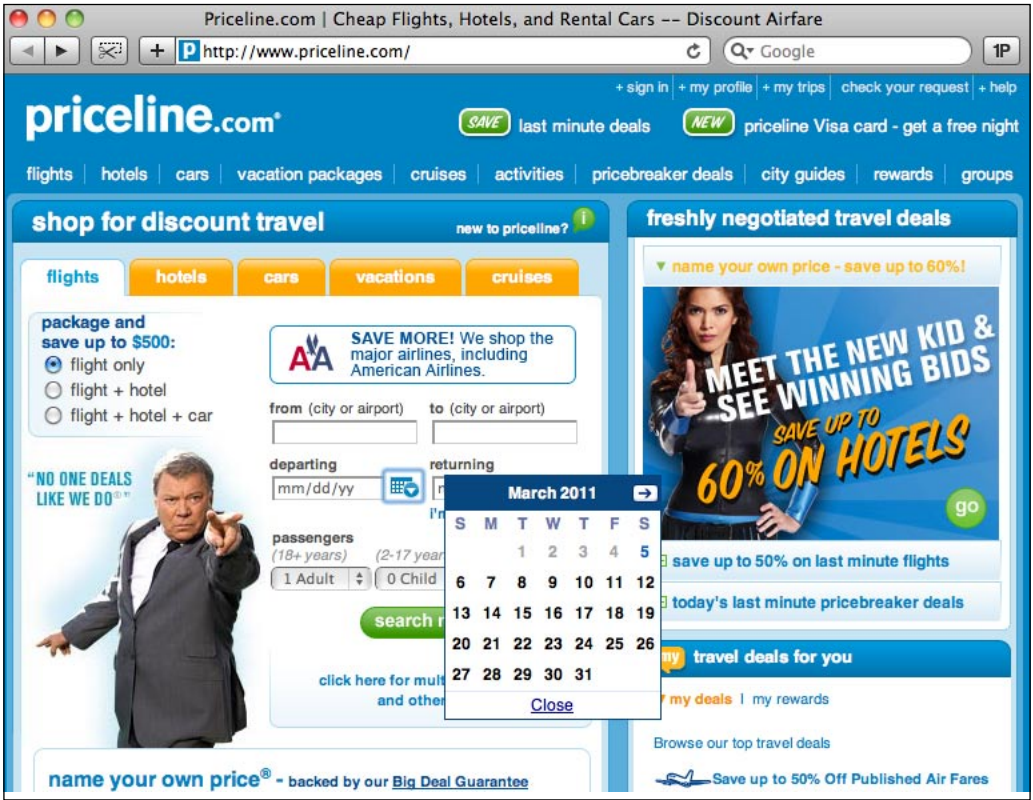 Priceline.com | Cheap Flights, Hotels, and Rental Cars -- Discount Airfare
http://www.priceline.com/
Google
1P
+ sign in + my profile + my trips check your request + help
priceline.com
SAVE last minute deals NEW priceline Visa card - get a free night
flights hotels cars vacation packages cruises activities pricebreaker deals city guides rewards groups
shop for discount travel
new to priceline? i
flights hotels cars vacations cruises
package and
save up to $500:
flight only
flight + hotel
flight + hotel + car
AA
SAVE MORE! We shop the
major airlines, including
American Airlines.
from (city or airport) to (city or airport)
departing returning
mm/dd/yy
"NO ONE DEALS
LIKE WE DO®"
passengers
(18+ years) (2-17 year
1 Adult 0 Child
search
click here for mult
and other
March 2011
S M T W T F S
1 2 3 4 5
6 7 8 9 10 11 12
13 14 15 16 17 18 19
20 21 22 23 24 25 26
27 28 29 30 31
Close
name your own price® - backed by our Big Deal Guarantee
freshly negotiated travel deals
name your own price - save up to 60%!
MEET THE NEW KID &
SEE WINNING BIDS
SAVE UP TO
60% ON HOTELS
go
save up to 50% on last minute flights
today's last minute pricebreaker deals
my travel deals for you
my deals | my rewards
Browse our top travel deals
Save up to 50% Off Published Air Fares